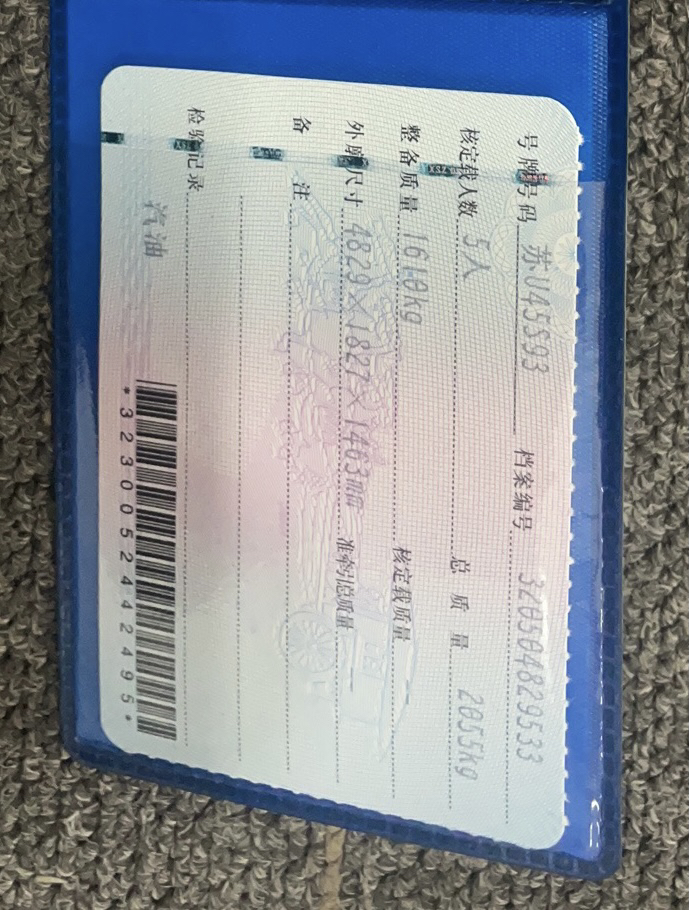 号牌号码 苏U45S93 档案编号 320504829533
核定载人数 5人 总质量 2055kg
整备质量 1610kg 核定载质量
外廓尺寸 4829×1827×1463mm 准牵引总质量
备注
检验记录
汽油
*3230052442495*